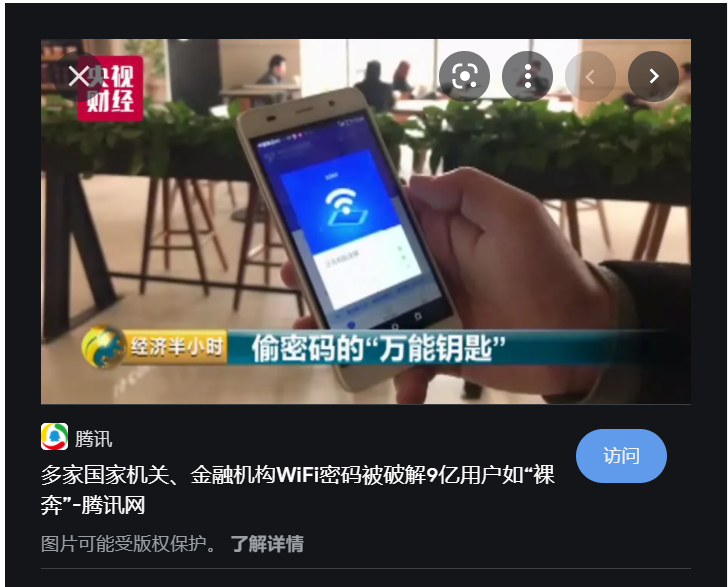 央视
财经
经济半小时
偷密码的“万能钥匙”
腾讯
访问
多家国家机关、金融机构WiFi密码被破解9亿用户如“裸
奔”-腾讯网
图片可能受版权保护。 了解详情